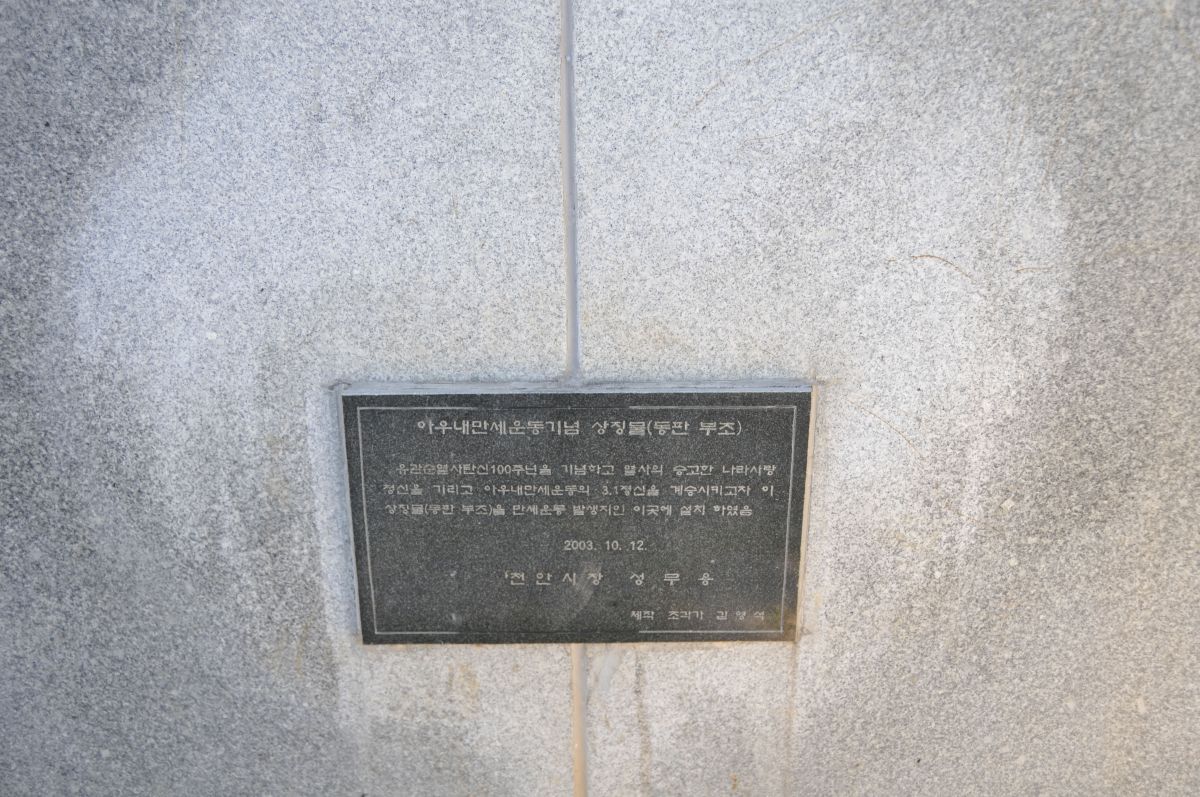 아우내만세운동기념 상징물(동판 부조)
유관순열사탄신100주년을 기념하고 열사의 숭고한 나라사랑
정신을 기리고 아우내만세운동의 3.1정신을 계승시키고자 이
상징물(동판 부조)을 만세운동 발생지인 이곳에 설치 하였음
2003. 10. 12.
천안시장 성무용
제작 조각가 김영석